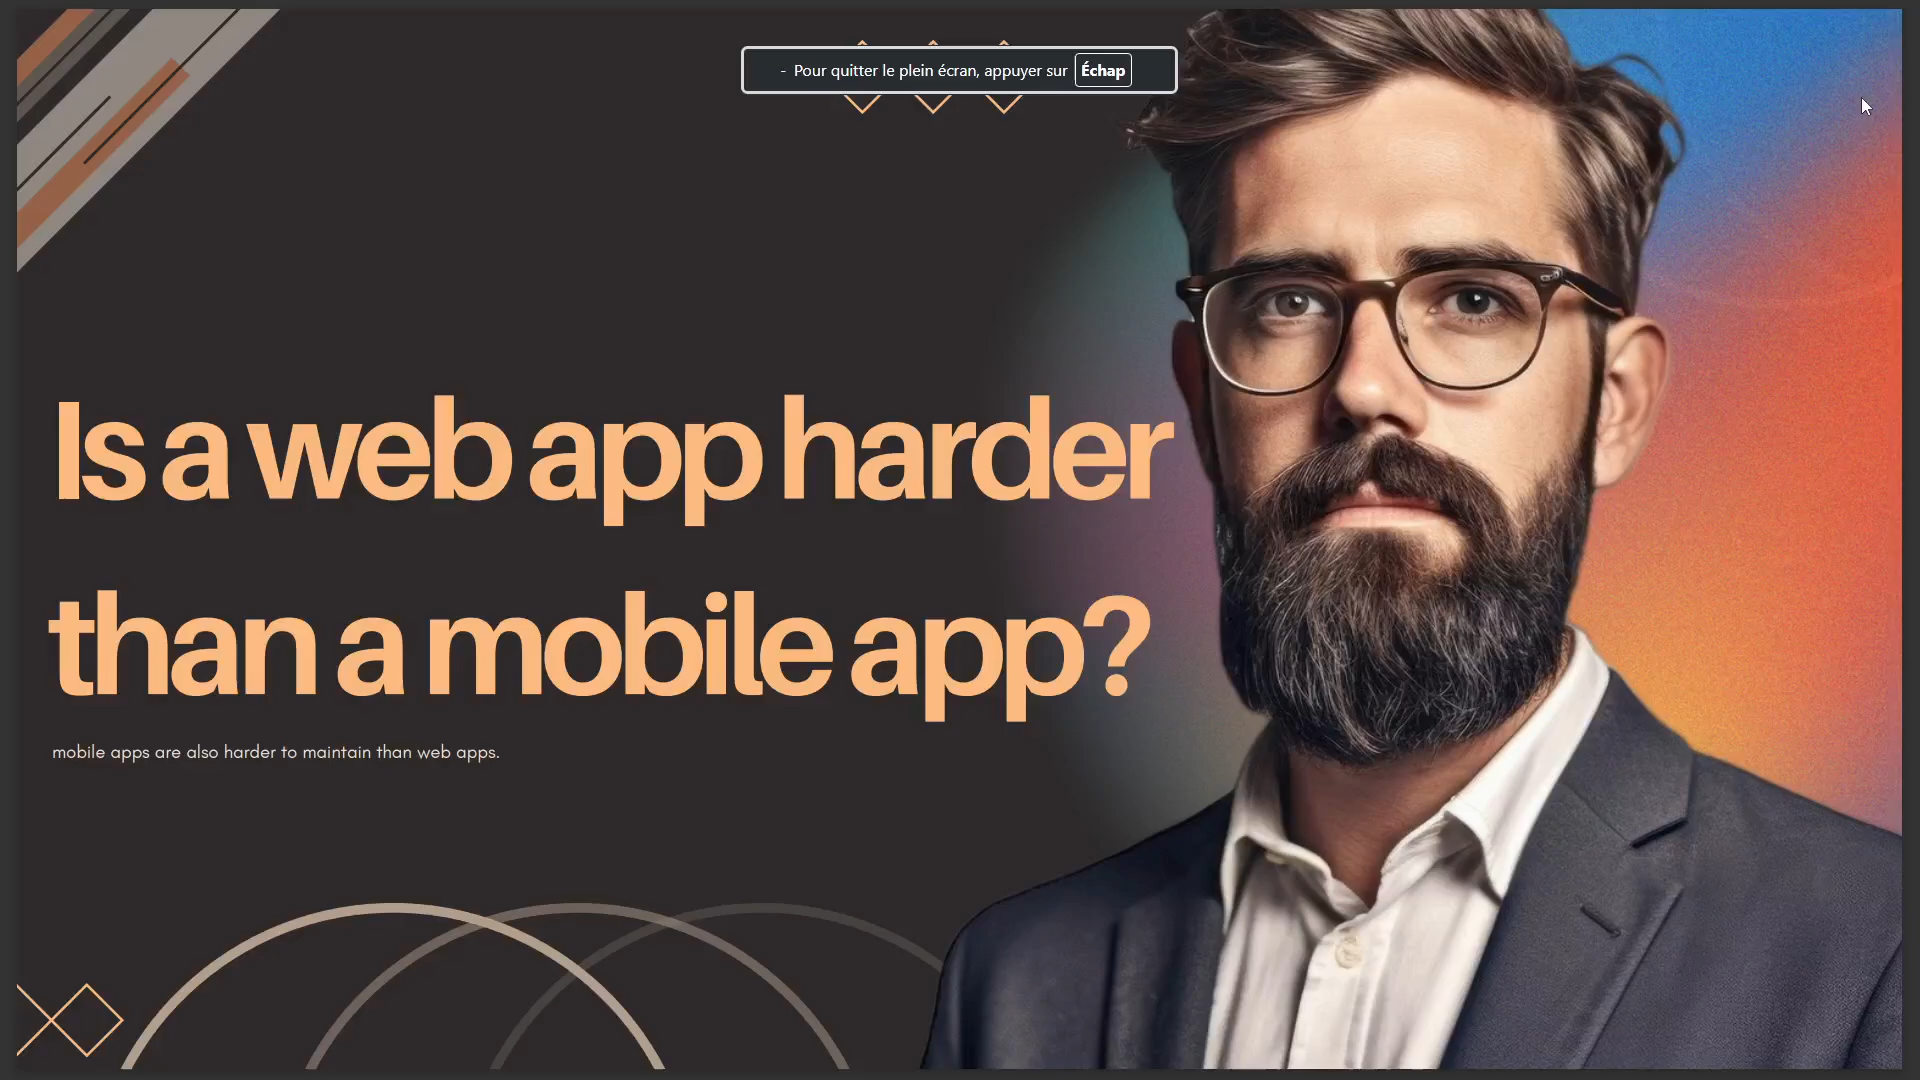 - Pour quitter le plein écran, appuyer sur Échap
Is a web app harder
than a mobile app?
mobile apps are also harder to maintain than web apps.